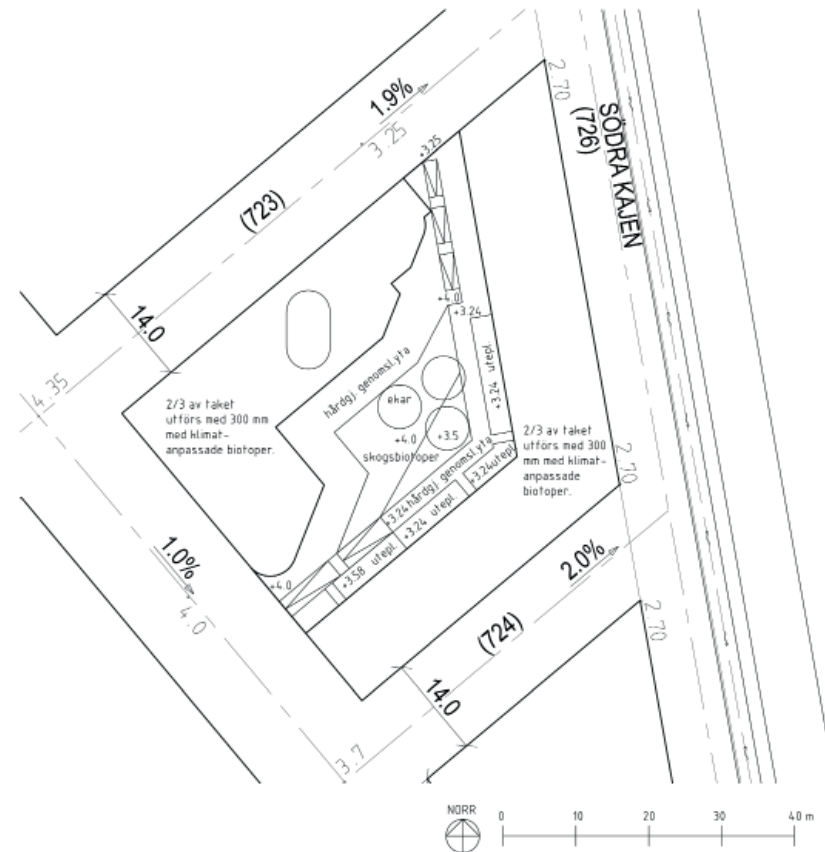 1.9%
3.25
2.70
SÖDRA KAJEN
(726)
+3.25
(723)
14.0
+4.0
+3.24
4.35
hårdgj. genomsl.yta
+3.24 utepl.
ekar
2/3 av taket
utförs med 300 mm
med klimat-
anpassade biotoper.
+4.0
+3.5
skogsbiotoper
2/3 av taket
utförs med 300
mm med klimat-
anpassade
biotoper.
2.70
+3.24 hårdgj. genomsl.yta
+3.24 utepl.
+3.24 utepl.
+3.58 utepl.
+4.0
1.0%
4.0
2.0%
(724)
2.70
14.0
3.7
NORR
0 10 20 30 40 m